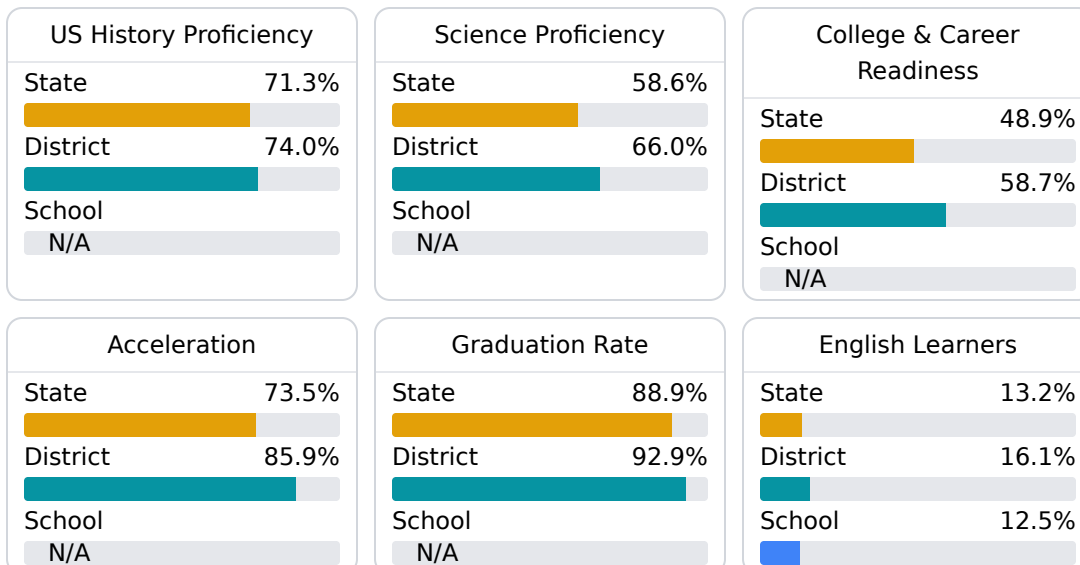 US History Proficiency
State 71.3%
District 74.0%
School
N/A
Science Proficiency
State 58.6%
District 66.0%
School
N/A
College & Career
Readiness
State 48.9%
District 58.7%
School
N/A
Acceleration
State 73.5%
District 85.9%
School
N/A
Graduation Rate
State 88.9%
District 92.9%
School
N/A
English Learners
State 13.2%
District 16.1%
School 12.5%